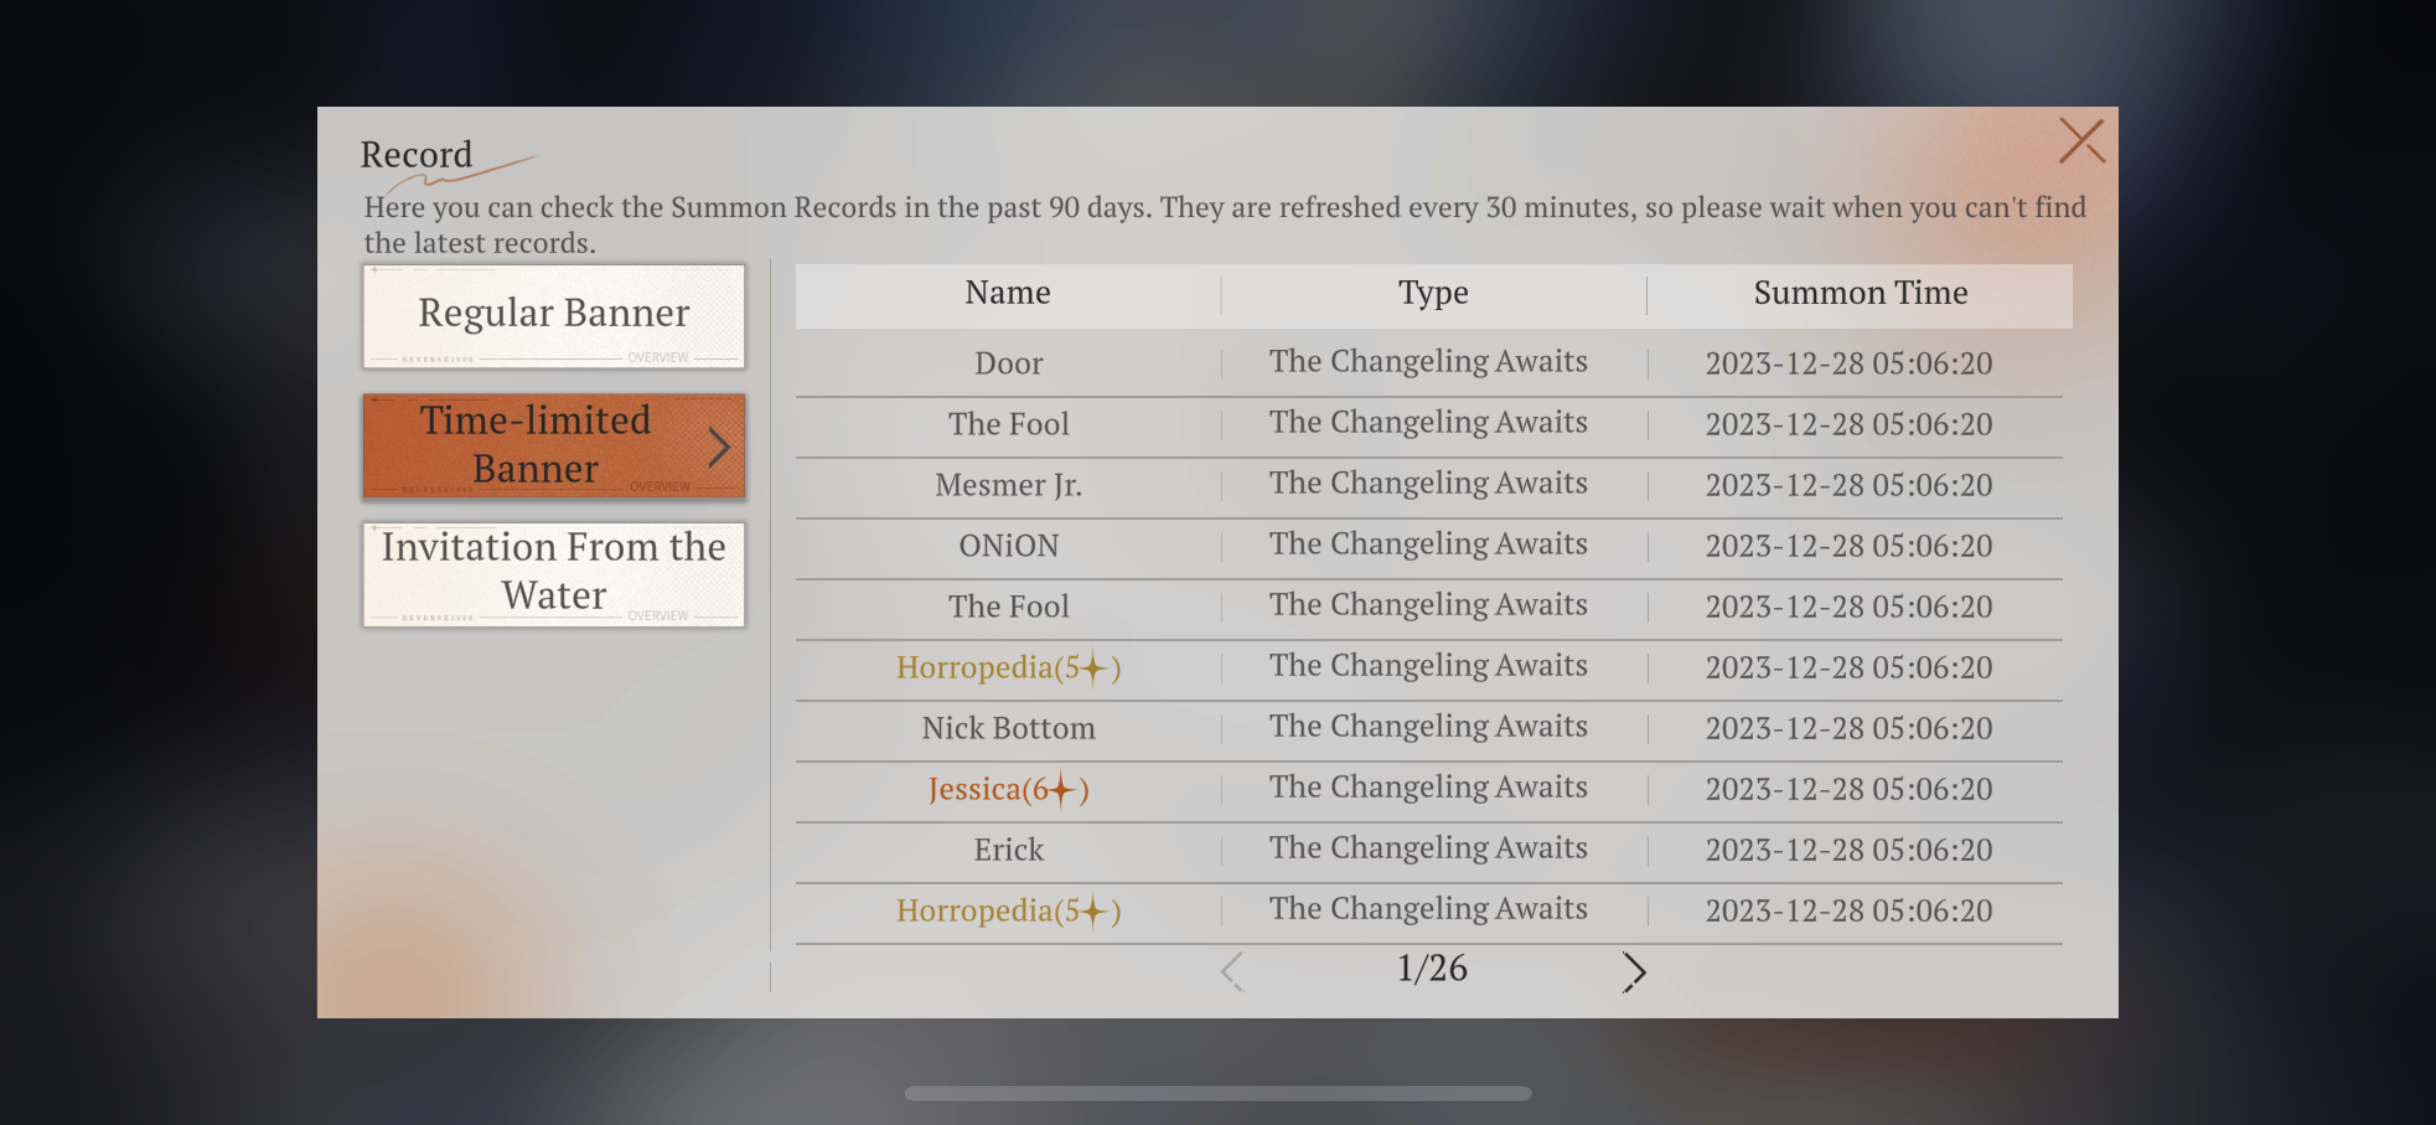 Record
Here you can check the Summon Records in the past 90 days. They are refreshed every 30 minutes, so please wait when you can't find
the latest records.
Regular Banner
REVERSE1999 OVERVIEW
Time-limited
Banner
REVERSE1999 OVERVIEW
Invitation From the
Water
REVERSE1999 OVERVIEW
Name Type Summon Time
Door The Changeling Awaits 2023-12-28 05:06:20
The Fool The Changeling Awaits 2023-12-28 05:06:20
Mesmer Jr. The Changeling Awaits 2023-12-28 05:06:20
ONiON The Changeling Awaits 2023-12-28 05:06:20
The Fool The Changeling Awaits 2023-12-28 05:06:20
Horropedia(5✦) The Changeling Awaits 2023-12-28 05:06:20
Nick Bottom The Changeling Awaits 2023-12-28 05:06:20
Jessica(6✦) The Changeling Awaits 2023-12-28 05:06:20
Erick The Changeling Awaits 2023-12-28 05:06:20
Horropedia(5✦) The Changeling Awaits 2023-12-28 05:06:20
1/26